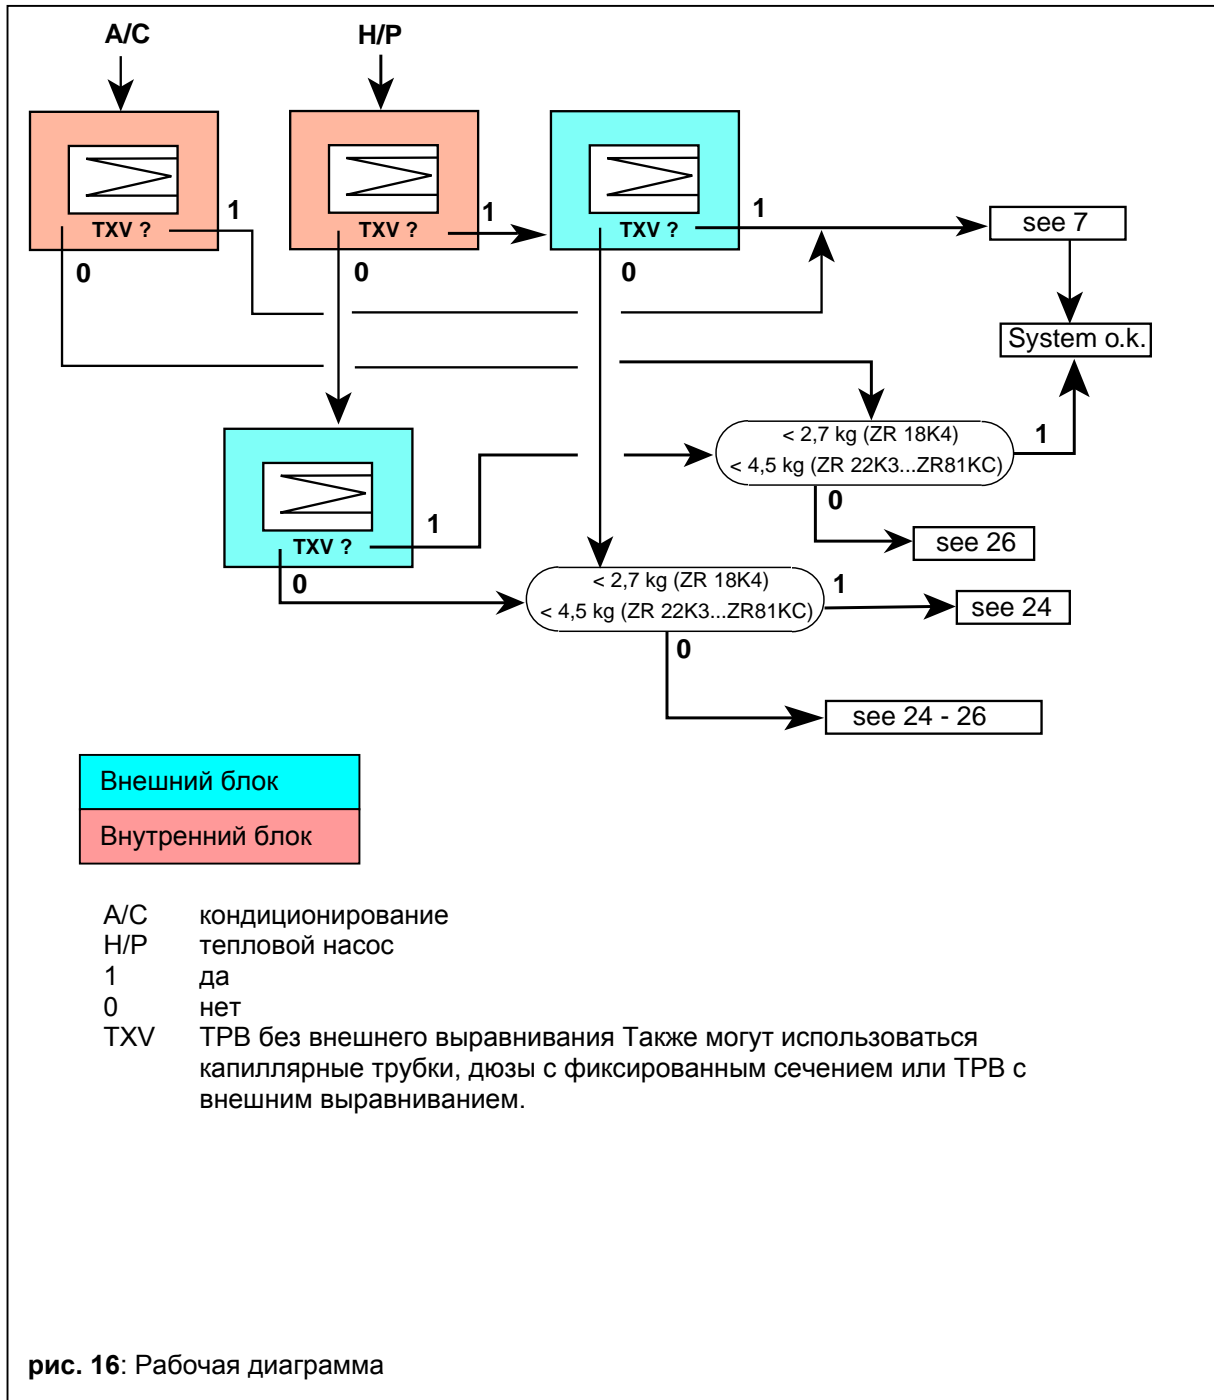 A/C
H/P
TXV ?
1
0
TXV ?
1
0
TXV ?
1
0
see 7
System o.k.
< 2,7 kg (ZR 18K4)
< 4,5 kg (ZR 22K3...ZR81KC)
1
0
see 26
TXV ?
1
0
< 2,7 kg (ZR 18K4)
< 4,5 kg (ZR 22K3...ZR81KC)
1
0
see 24
see 24 - 26
Внешний блок
Внутренний блок
A/C кондиционирование
H/P тепловой насос
1 да
0 нет
TXV ТРВ без внешнего выравнивания Также могут использоваться
капиллярные трубки, дюзы с фиксированным сечением или ТРВ с
внешним выравниванием.
рис. 16: Рабочая диаграмма